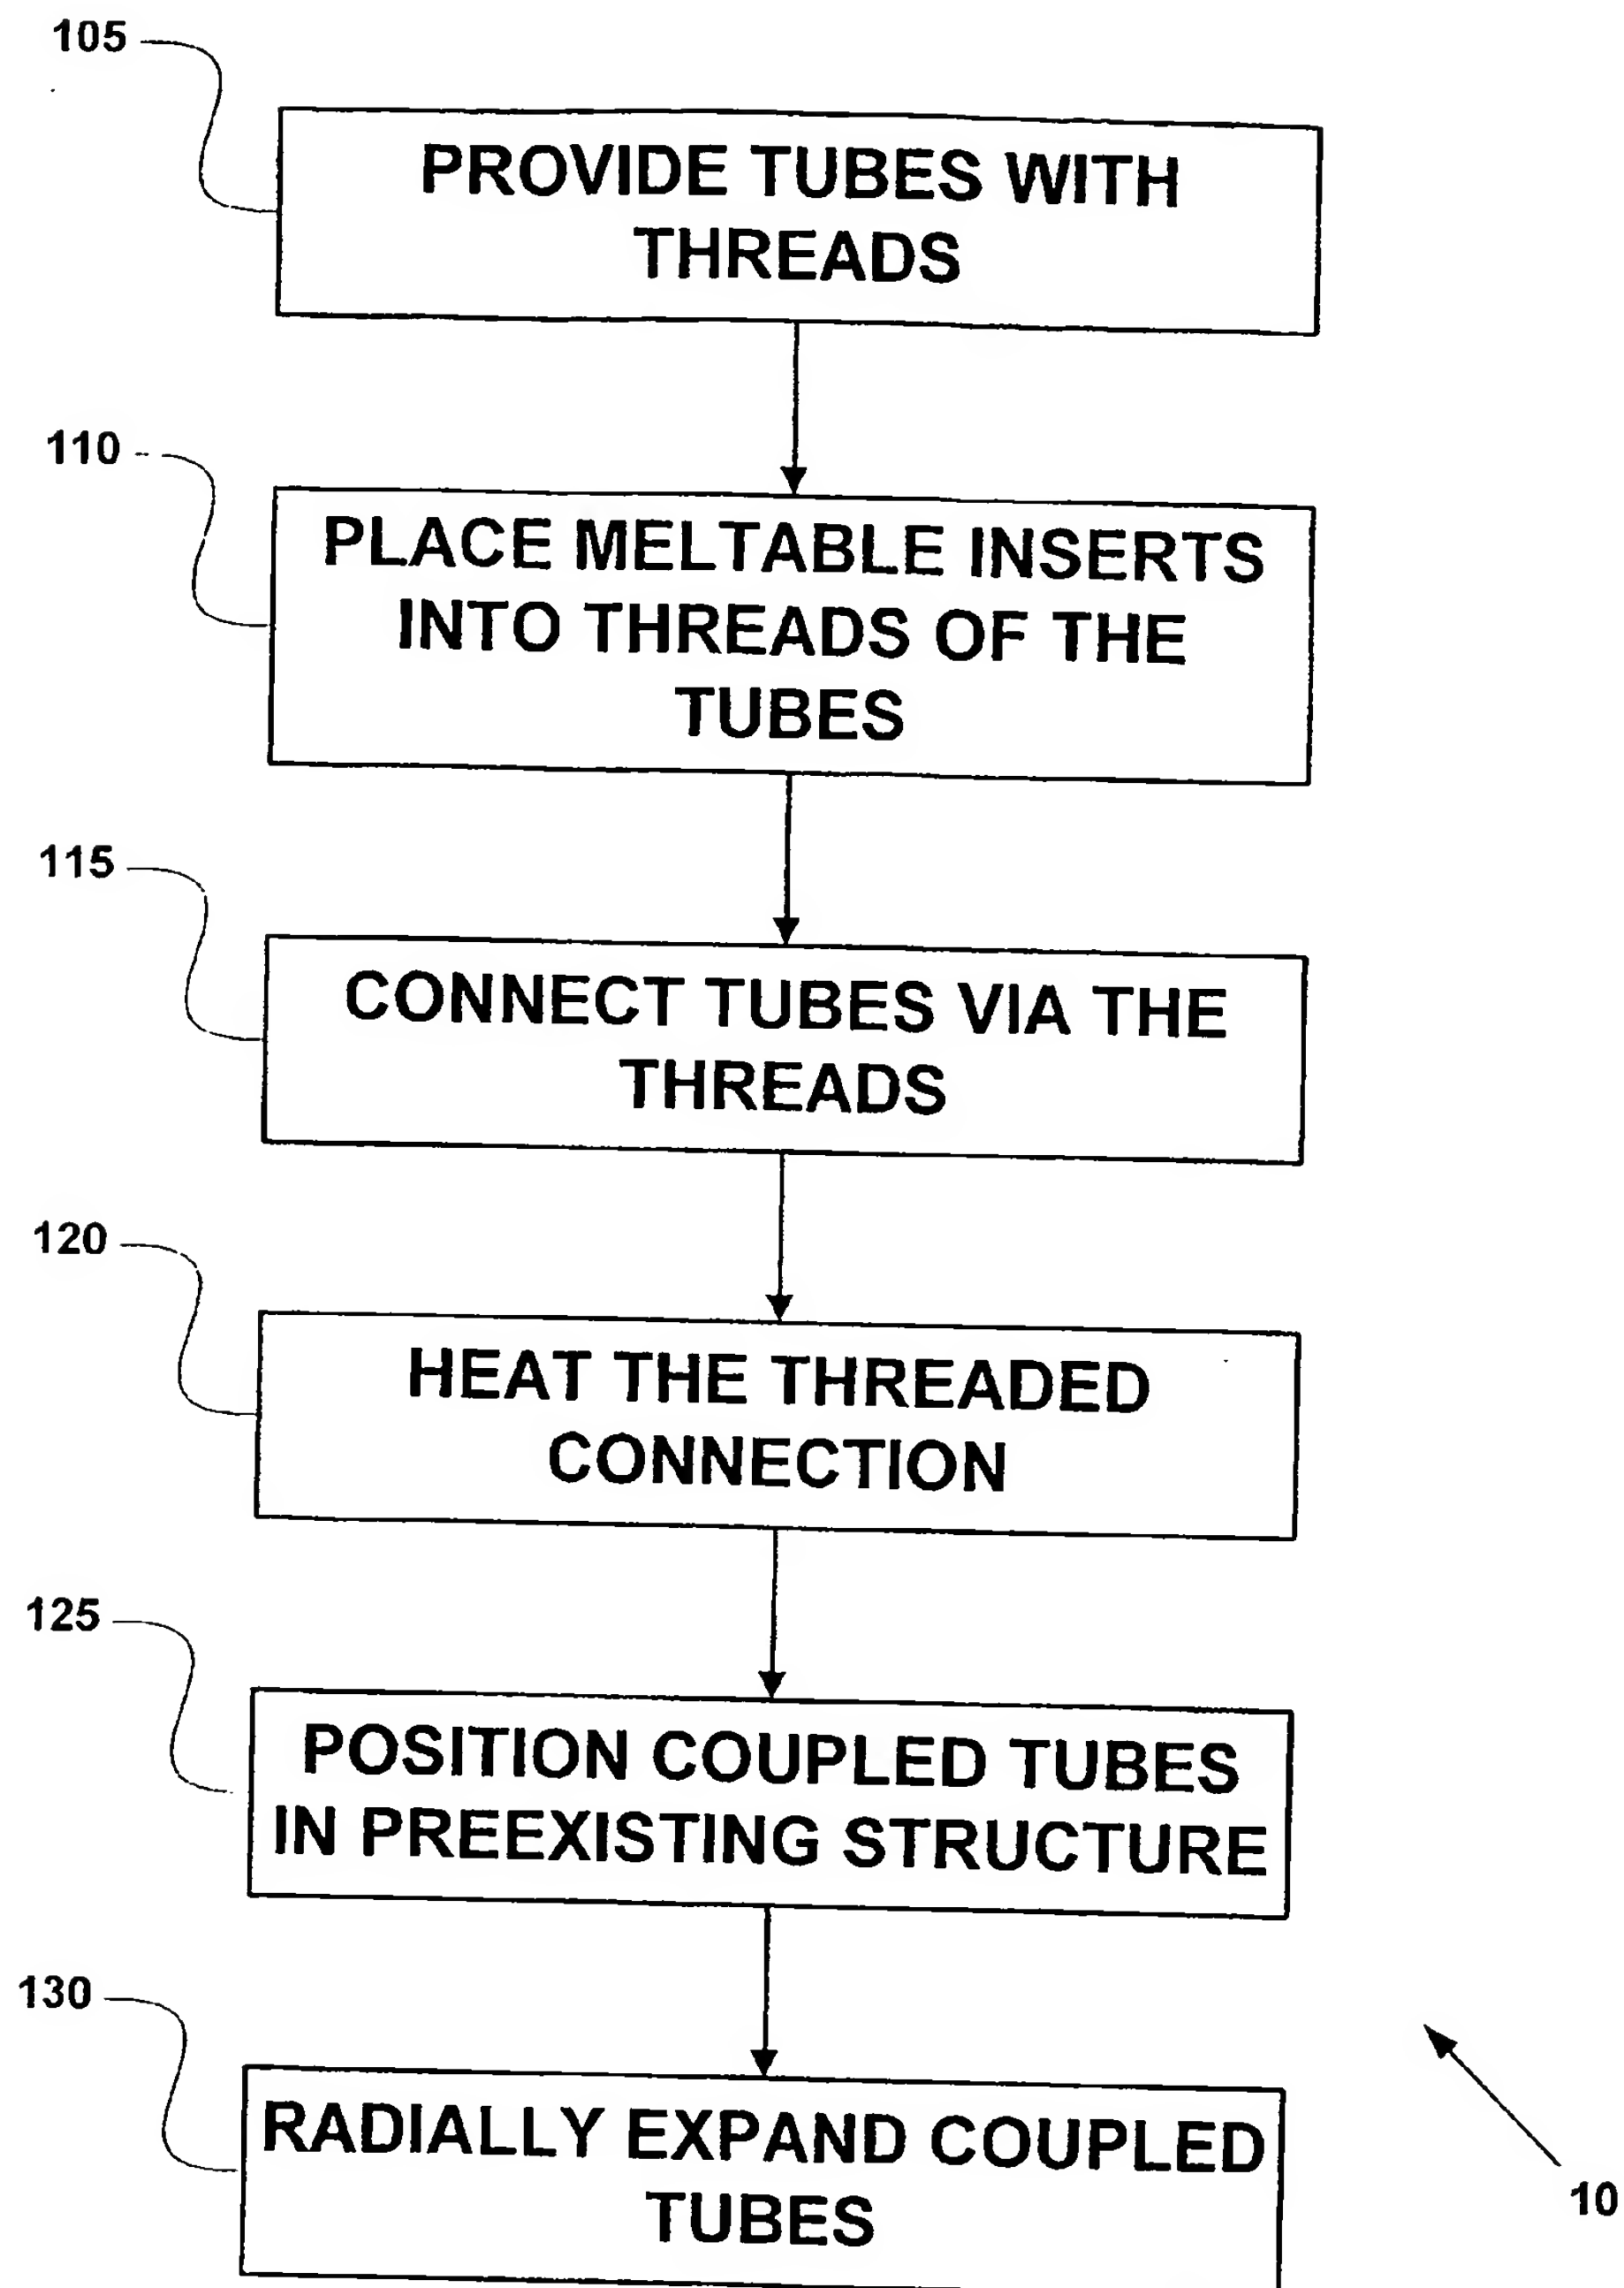 105
PROVIDE TUBES WITH
THREADS
110
PLACE MELTABLE INSERTS
INTO THREADS OF THE
TUBES
115
CONNECT TUBES VIA THE
THREADS
120
HEAT THE THREADED
CONNECTION
125
POSITION COUPLED TUBES
IN PREEXISTING STRUCTURE
130
RADIALLY EXPAND COUPLED
TUBES
10